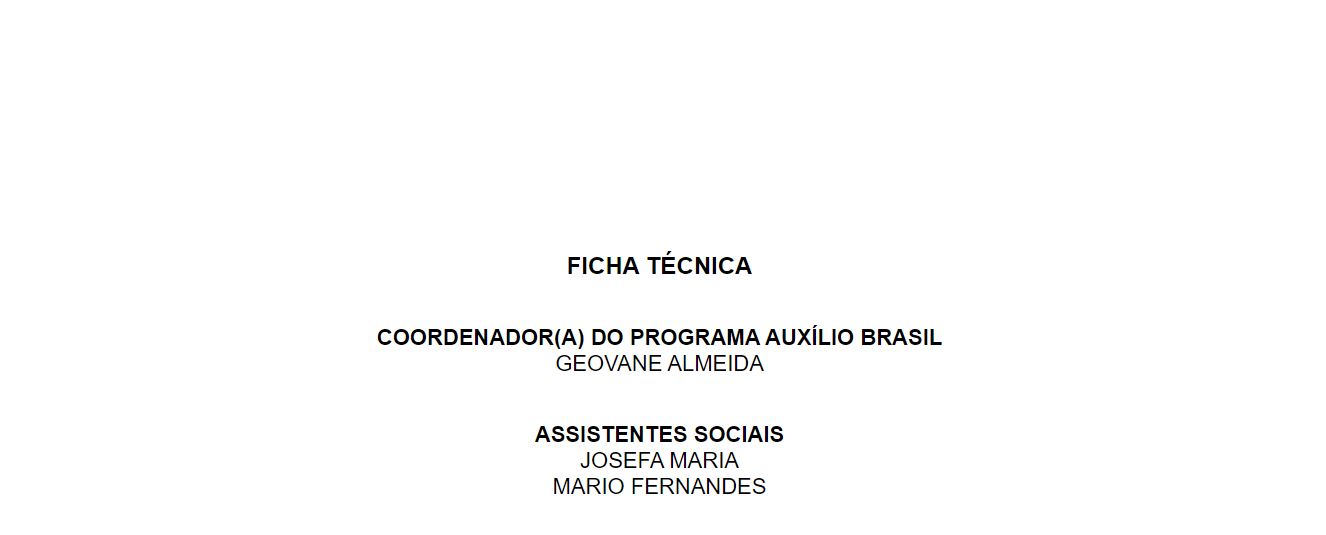 FICHA TÉCNICA
COORDENADOR(A) DO PROGRAMA AUXÍLIO BRASIL
GEOVANE ALMEIDA
ASSISTENTES SOCIAIS
JOSEFA MARIA
MARIO FERNANDES